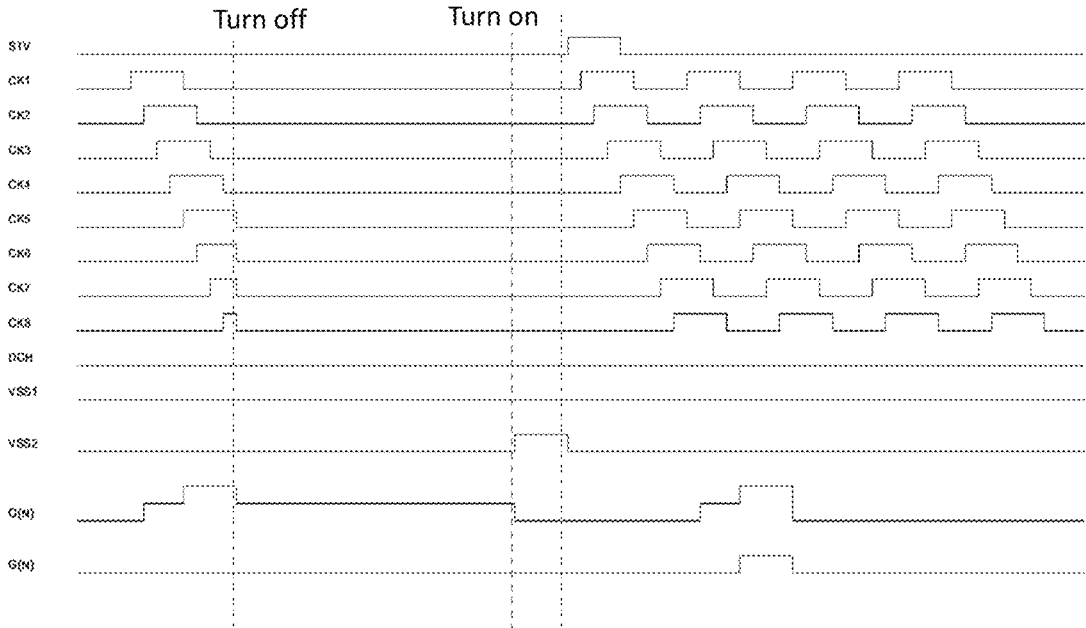 Turn off
Turn on
STV
CK1
CK2
CK3
CK4
CK5
CK6
CK7
CK8
DCH
VSS1
VSS2
G(N)
G(N)